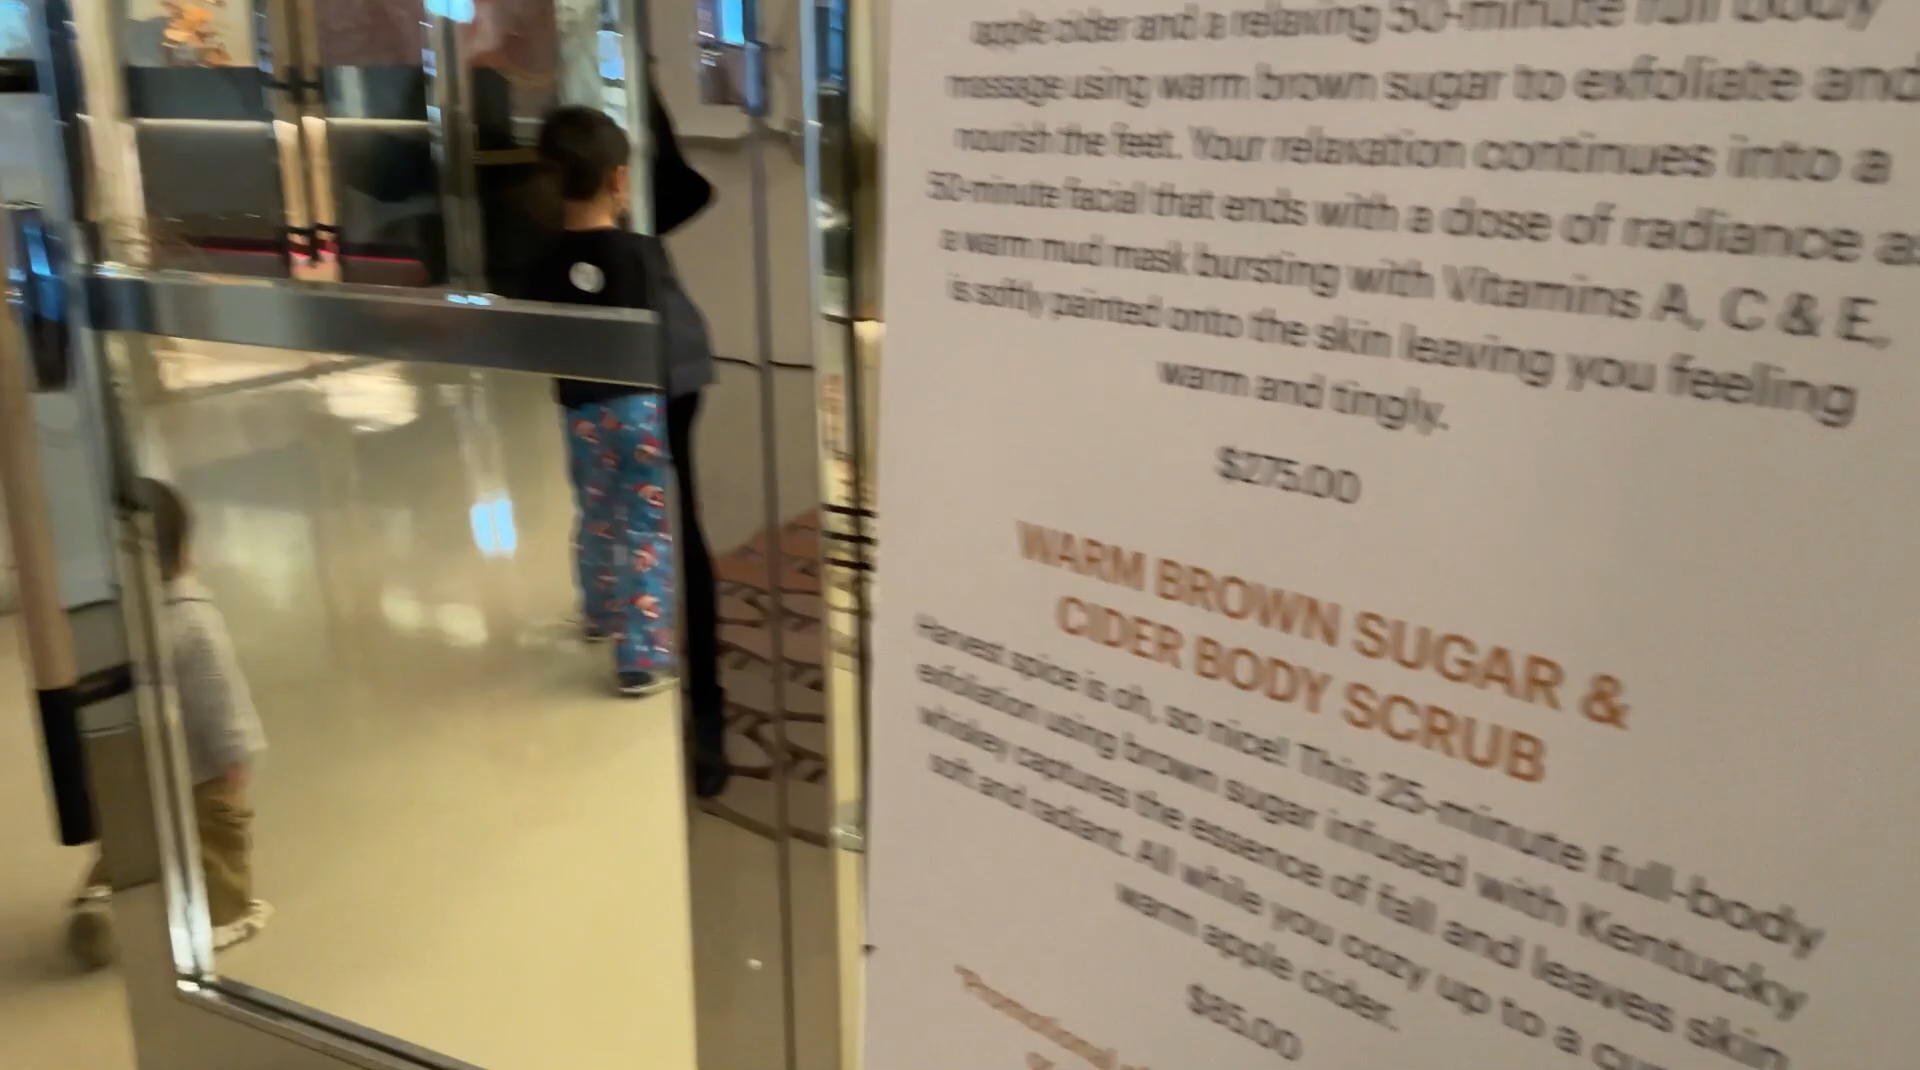 apple cider and a relaxing 50-minute full body
massage using warm brown sugar to exfoliate and
nourish the feet. Your relaxation continues into a
50-minute facial that ends with a dose of radiance as
a warm mud mask bursting with Vitamins A, C & E,
is softly painted onto the skin leaving you feeling
warm and tingly.
$275.00
WARM BROWN SUGAR &
CIDER BODY SCRUB
Harvest spice is oh, so nice! This 25-minute full-body
exfoliation using brown sugar infused with Kentucky
whiskey captures the essence of fall and leaves skin
soft and radiant. All while you cozy up to a
warm apple cider.
$85.00
*Promotional